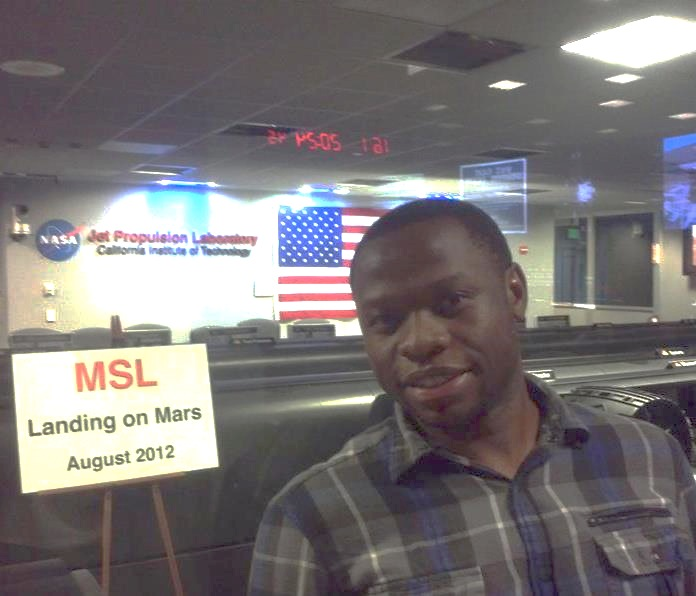 NASA
Jet Propulsion Laboratory
California Institute of Technology
MSL
Landing on Mars
August 2012